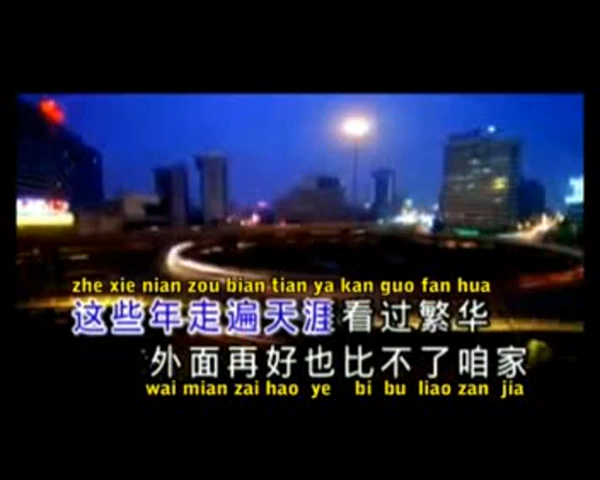 zhe xie nian zou bian tian ya kan guo fan hua
这些年走遍天涯看过繁华
外面再好也比不了咱家
wai mian zai hao ye bi bu liao zan jia